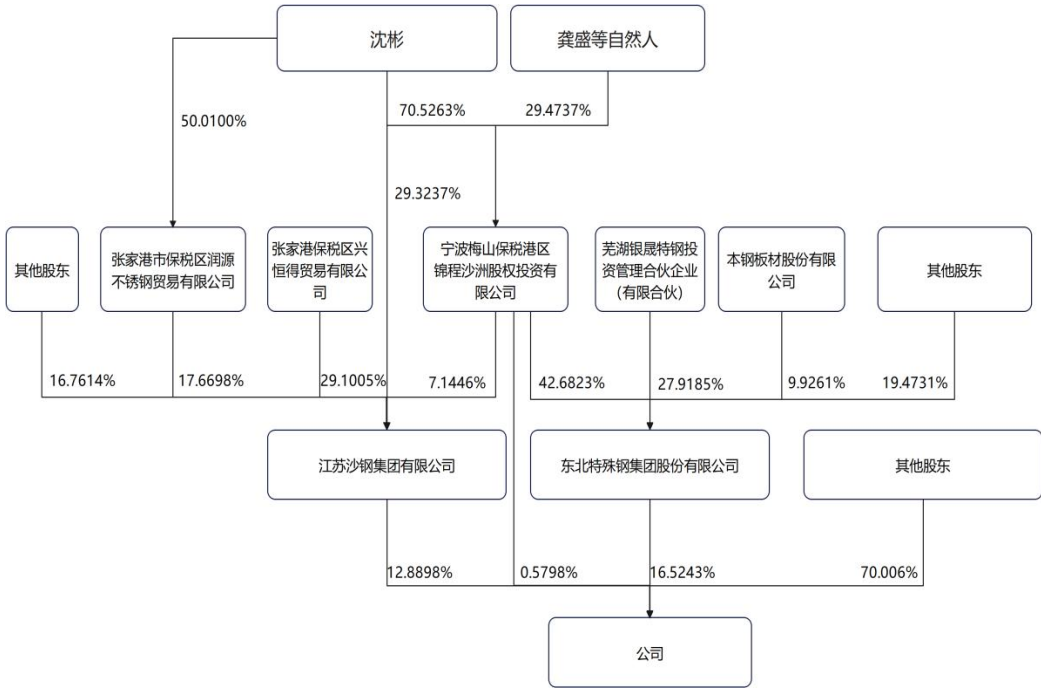 沈彬
龚盛等自然人
70.5263%
29.4737%
50.0100%
29.3237%
其他股东
张家港市保税区润源
不锈钢贸易有限公司
张家港保税区兴
恒得贸易有限公
司
宁波梅山保税港区
锦程沙洲股权投资有
限公司
芜湖银晟特钢投
资管理合伙企业
（有限合伙）
本钢板材股份有限
公司
其他股东
16.7614%
17.6698%
29.1005%
7.1446%
42.6823%
27.9185%
9.9261%
19.4731%
江苏沙钢集团有限公司
东北特殊钢集团股份有限公司
其他股东
12.8898%
0.5798%
16.5243%
70.006%
公司